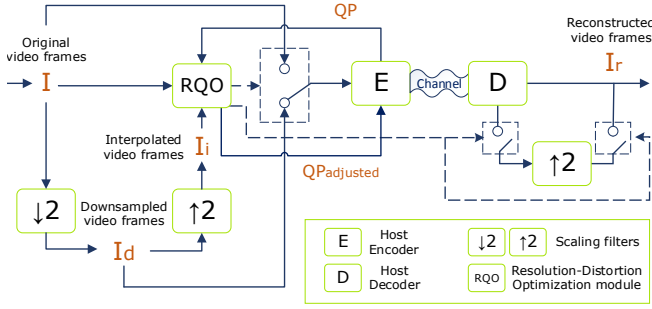 QP
Original
video frames
I
RQO
E
Channel
D
Reconstructed
video frames
Ir
Interpolated
video frames
Ii
QPadjusted
↑2
↓2
Downsampled
video frames
↑2
Id
E
Host
Encoder
↓2
↑2
Scaling filters
D
Host
Decoder
RQO
Resolution-Distortion
Optimization module